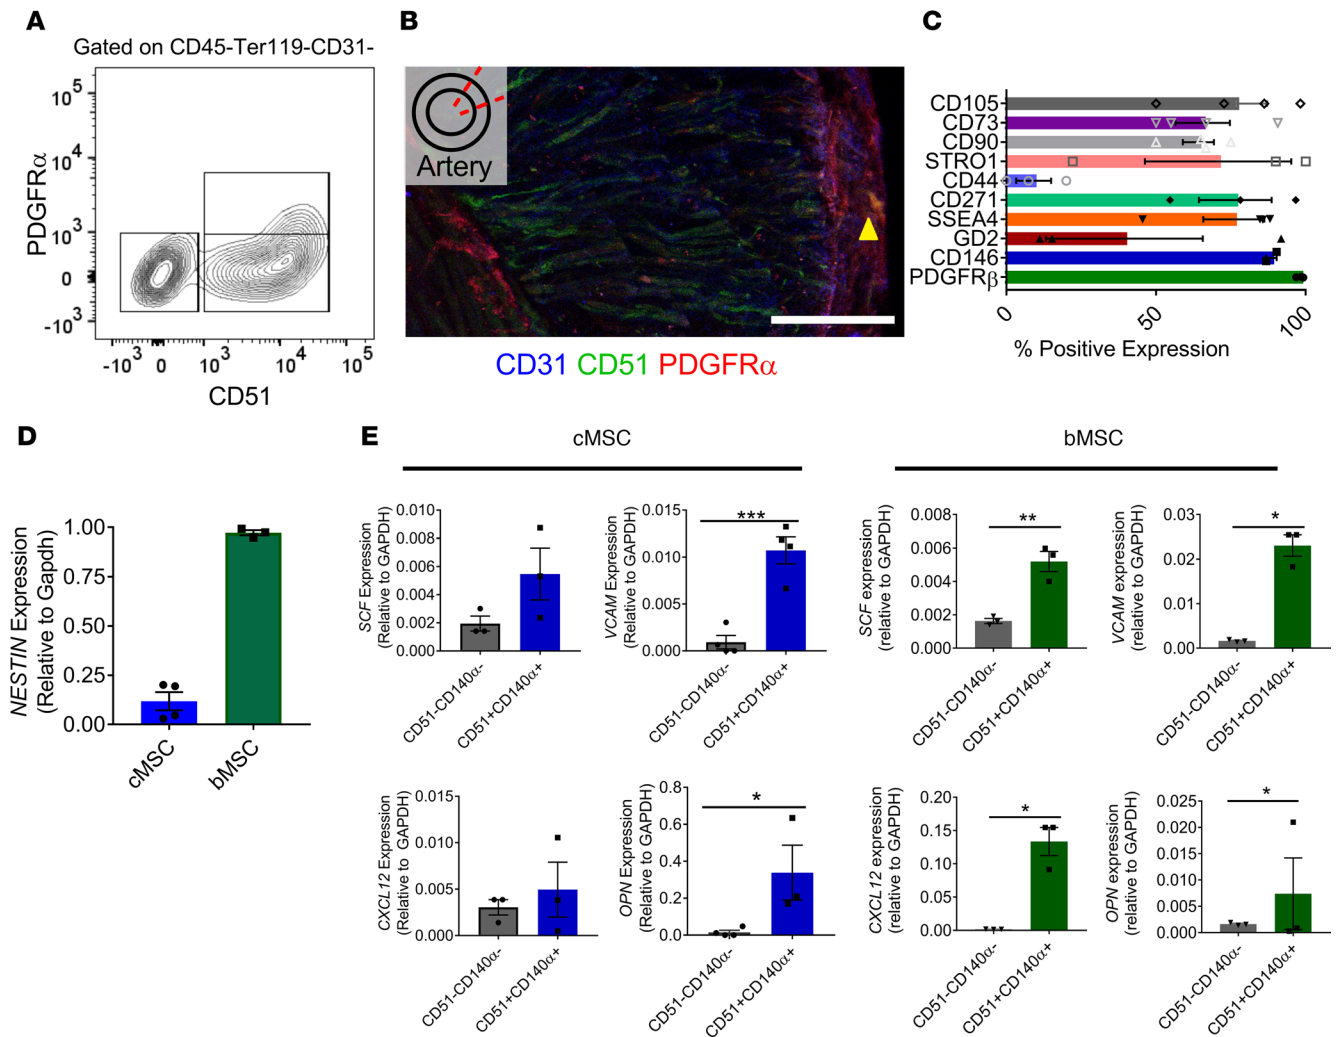 A
Gated on CD45-Ter119-CD31-
PDGFRα
10^5
10^4
10^3
0
-10^3
-10^3 0 10^3 10^4 10^5
CD51
B
Artery
CD31 CD51 PDGFRα
C
CD105
CD73
CD90
STRO1
CD44
CD271
SSEA4
GD2
CD146
PDGFRβ
0 50 100
% Positive Expression
D
NESTIN Expression
(Relative to Gapdh)
1.00
0.75
0.50
0.25
0.00
cMSC bMSC
E
cMSC
SCF Expression
(Relative to GAPDH)
0.010
0.008
0.006
0.004
0.002
0.000
CD51-CD140α- CD51+CD140α+
VCAM Expression
(Relative to GAPDH)
0.015
0.010
0.005
0.000
***
CD51-CD140α- CD51+CD140α+
bMSC
SCF expression
(relative to GAPDH)
0.008
0.006
0.004
0.002
0.000
**
CD51-CD140α- CD51+CD140α+
VCAM expression
(relative to GAPDH)
0.03
0.02
0.01
0.00
*
CD51-CD140α- CD51+CD140α+
CXCL12 Expression
(Relative to GAPDH)
0.015
0.010
0.005
0.000
CD51-CD140α- CD51+CD140α+
OPN Expression
(Relative to GAPDH)
0.8
0.6
0.4
0.2
0.0
*
CD51-CD140α- CD51+CD140α+
CXCL12 expression
(relative to GAPDH)
0.20
0.15
0.10
0.05
0.00
*
CD51-CD140α- CD51+CD140α+
OPN expression
(relative to GAPDH)
0.025
0.020
0.015
0.010
0.005
0.000
*
CD51-CD140α- CD51+CD140α+